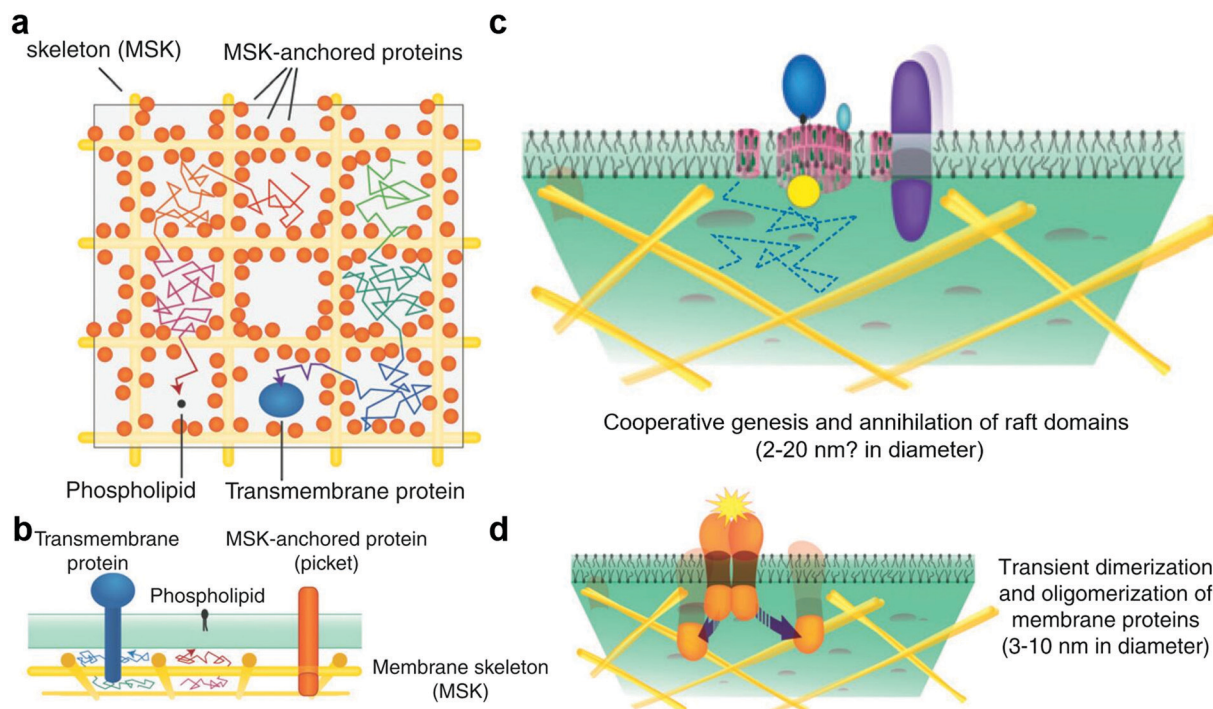 a
skeleton (MSK)
MSK-anchored proteins
Phospholipid
Transmembrane protein
b
Transmembrane
protein
MSK-anchored protein
(picket)
Phospholipid
Membrane skeleton
(MSK)
c
Cooperative genesis and annihilation of raft domains
(2-20 nm? in diameter)
d
Transient dimerization
and oligomerization of
membrane proteins
(3-10 nm in diameter)